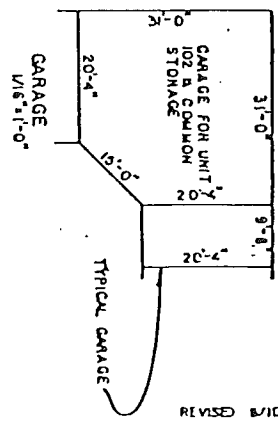 31'-0"
GARAGE FOR UNIT
102 & COMMON
STORAGE
31'-0"
20'-4"
15'-0"
20'-4"
9'-8"
20'-4"
GARAGE
1/16"=1'-0"
TYPICAL GARAGE
REVISED